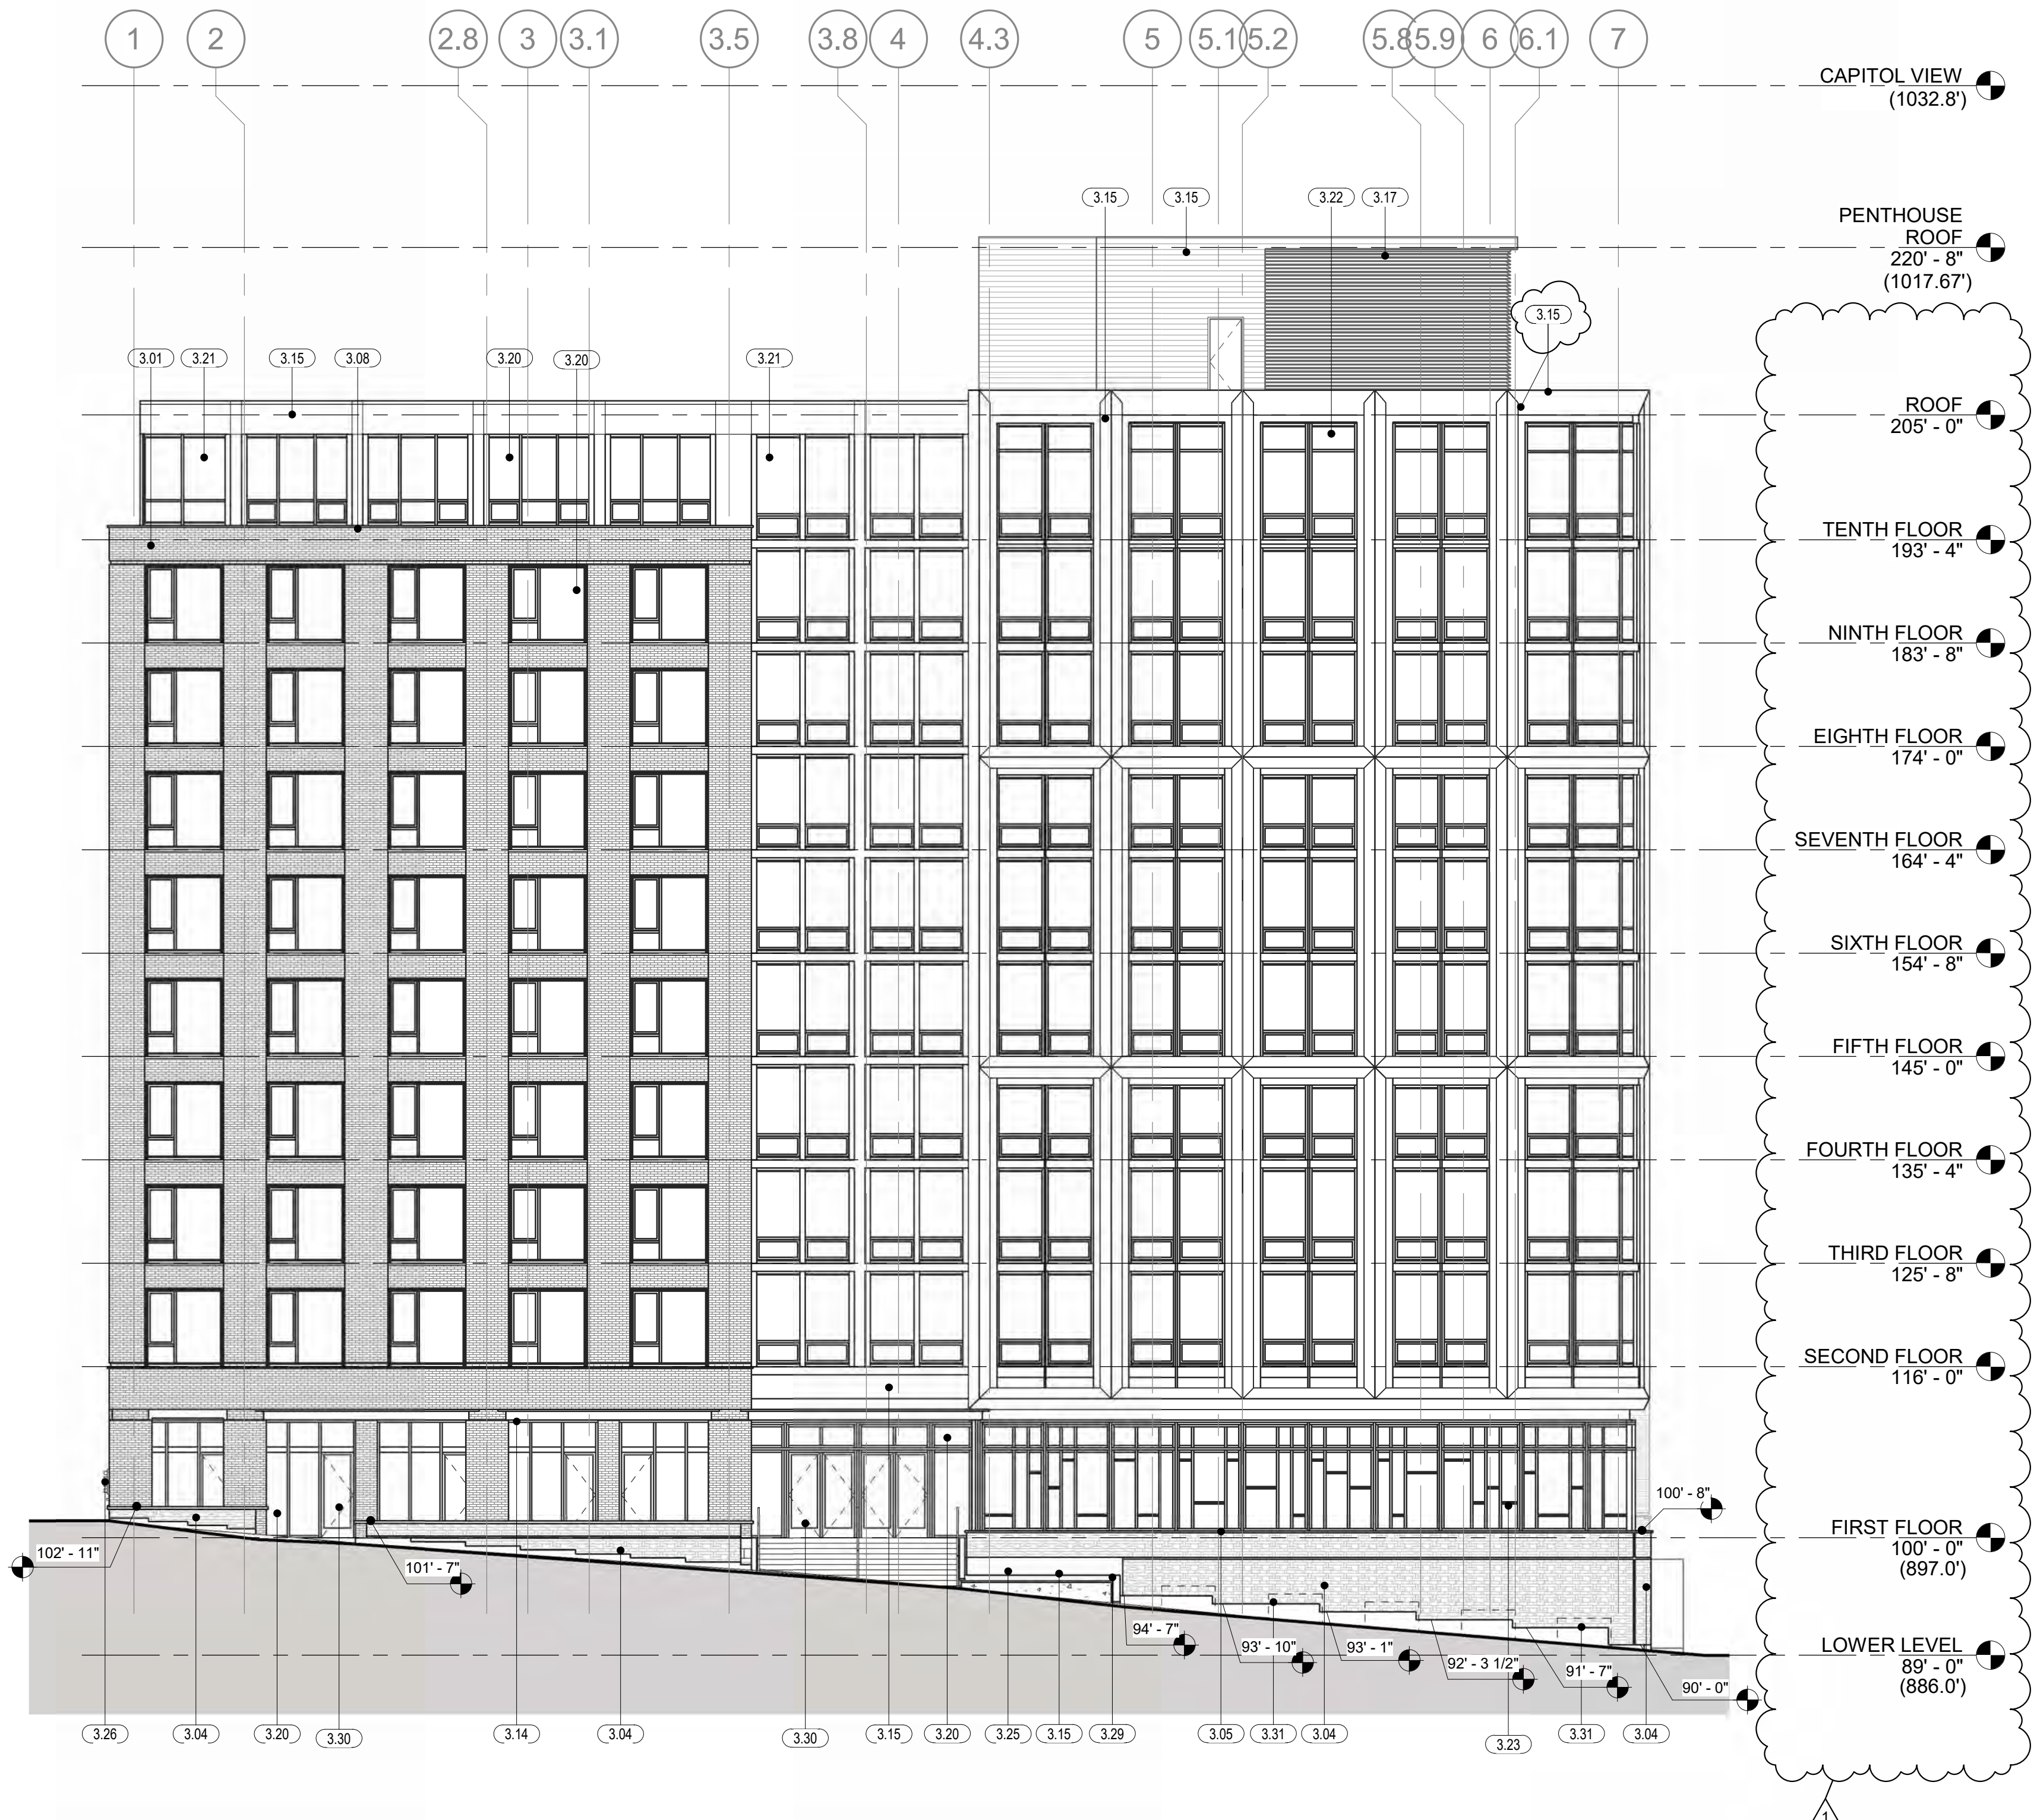 1 2 2.8 3 3.1 3.5 3.8 4 4.3 5 5.1 5.2 5.8 5.9 6 6.1 7
CAPITOL VIEW
(1032.8')
3.15 3.15 3.22 3.17
PENTHOUSE
ROOF
220' - 8"
(1017.67')
3.15
3.01 3.21 3.15 3.08 3.20 3.20 3.21
ROOF
205' - 0"
TENTH FLOOR
193' - 4"
NINTH FLOOR
183' - 8"
EIGHTH FLOOR
174' - 0"
SEVENTH FLOOR
164' - 4"
SIXTH FLOOR
154' - 8"
FIFTH FLOOR
145' - 0"
FOURTH FLOOR
135' - 4"
THIRD FLOOR
125' - 8"
SECOND FLOOR
116' - 0"
100' - 8"
FIRST FLOOR
100' - 0"
(897.0')
102' - 11"
101' - 7"
94' - 7"
93' - 10"
93' - 1"
92' - 3 1/2"
91' - 7"
90' - 0"
LOWER LEVEL
89' - 0"
(886.0')
3.26 3.04 3.20 3.30 3.14 3.04 3.30 3.15 3.20 3.25 3.15 3.29 3.05 3.31 3.04 3.23 3.31 3.04
1